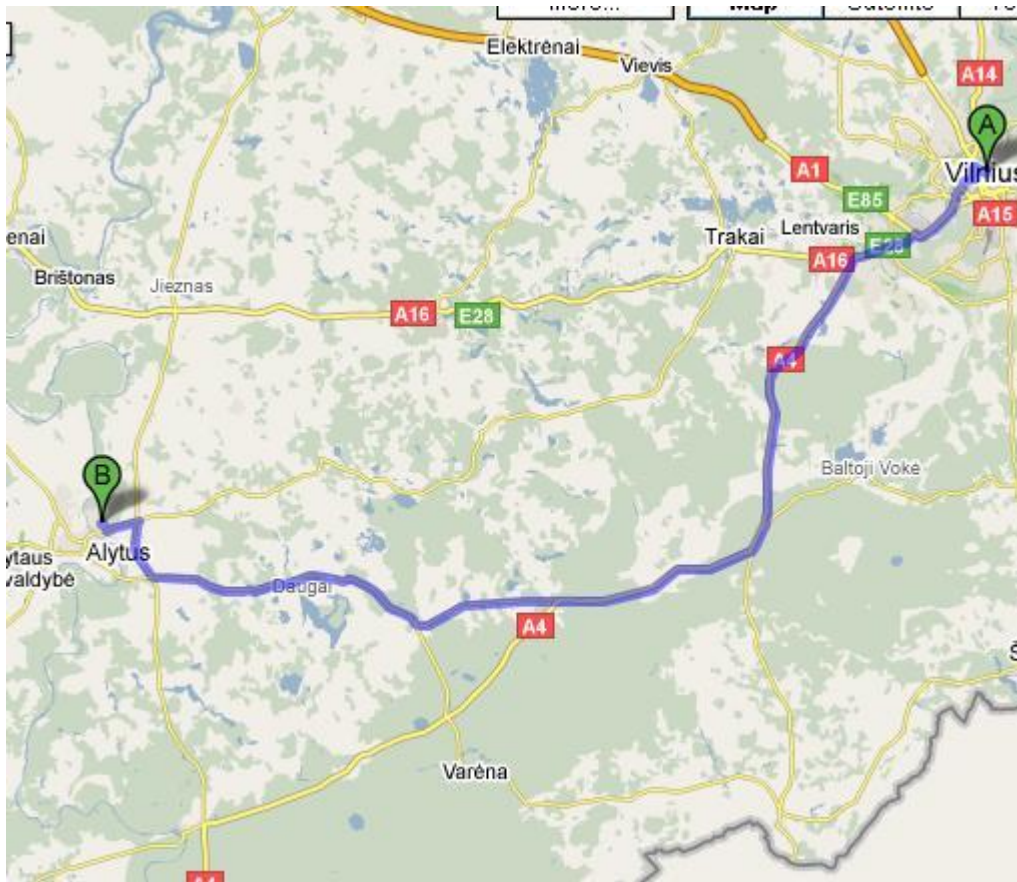 Map
Elektrėnai
Vievis
A14
A
Vilnius
A1
E85
A15
Lentvaris
Trakai
A16
E28
enai
Brištonas
Jieznas
A16
E28
A4
Baltoji Vokė
B
Alytus
ytaus
valdybė
Daugai
A4
Varėna